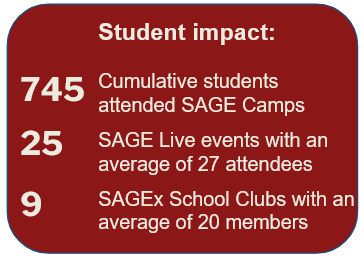 Student impact:
745 Cumulative students
attended SAGE Camps
25 SAGE Live events with an
average of 27 attendees
9 SAGEx School Clubs with an
average of 20 members